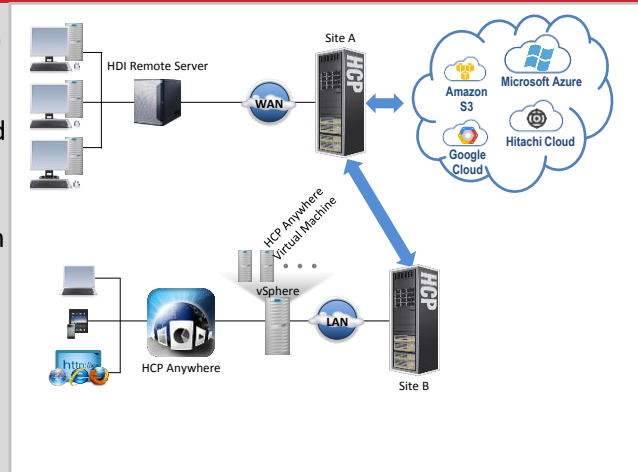 Site A
HDI Remote Server
HCP
WAN
Amazon
S3
Microsoft Azure
Google
Cloud
Hitachi Cloud
d
n
HCP Anywhere
Virtual Machine
vSphere
HCP
LAN
http://
HCP Anywhere
Site B